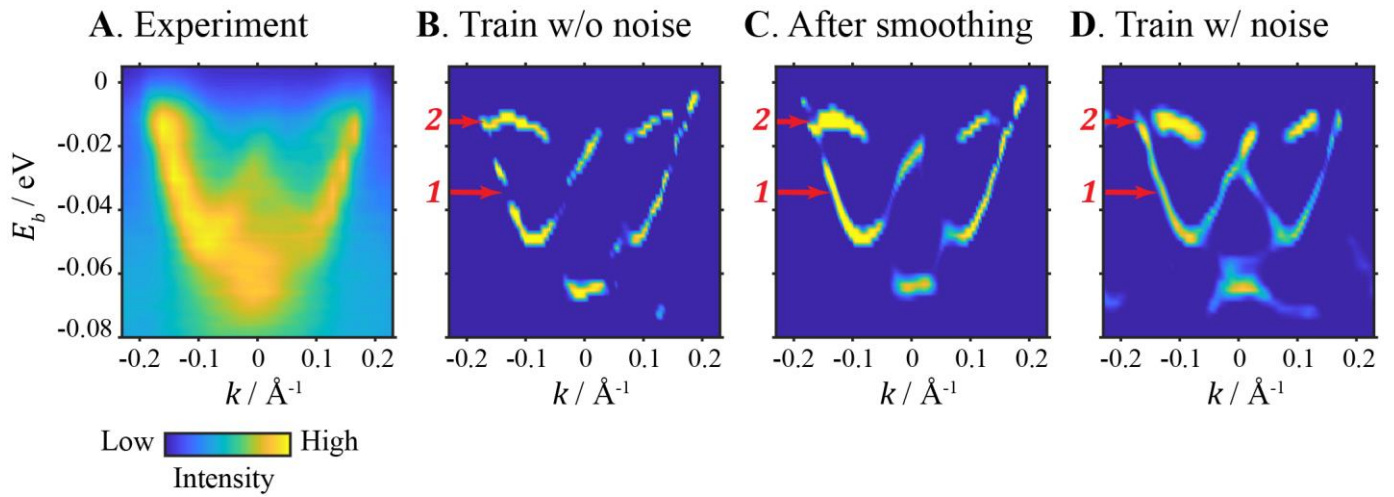 A. Experiment
B. Train w/o noise
C. After smoothing
D. Train w/ noise
0
-0.02
-0.04
-0.06
-0.08
E_b / eV
2
1
2
1
2
1
-0.2 -0.1 0 0.1 0.2
-0.2 -0.1 0 0.1 0.2
-0.2 -0.1 0 0.1 0.2
-0.2 -0.1 0 0.1 0.2
k / Å⁻¹
k / Å⁻¹
k / Å⁻¹
k / Å⁻¹
Low High
Intensity